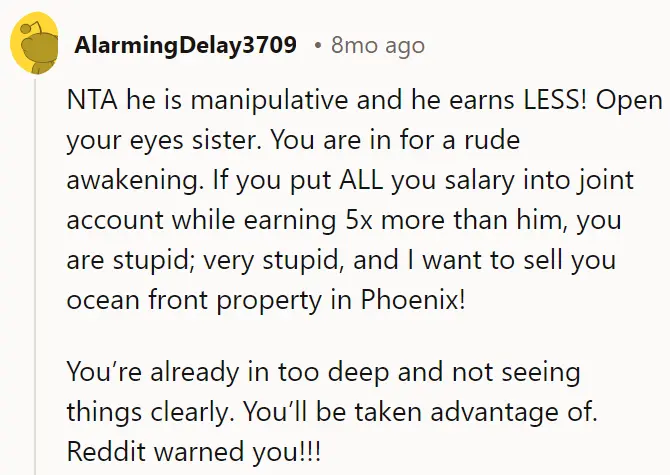 AlarmingDelay3709 • 8mo ago
NTA he is manipulative and he earns LESS! Open
your eyes sister. You are in for a rude
awakening. If you put ALL you salary into joint
account while earning 5x more than him, you
are stupid; very stupid, and I want to sell you
ocean front property in Phoenix!
You’re already in too deep and not seeing
things clearly. You’ll be taken advantage of.
Reddit warned you!!!